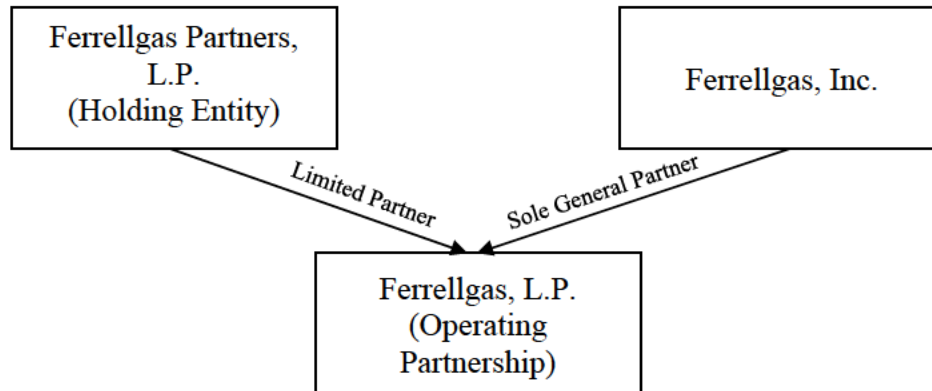 Ferrellgas Partners,
L.P.
(Holding Entity)
Ferrellgas, Inc.
Limited Partner
Sole General Partner
Ferrellgas, L.P.
(Operating
Partnership)